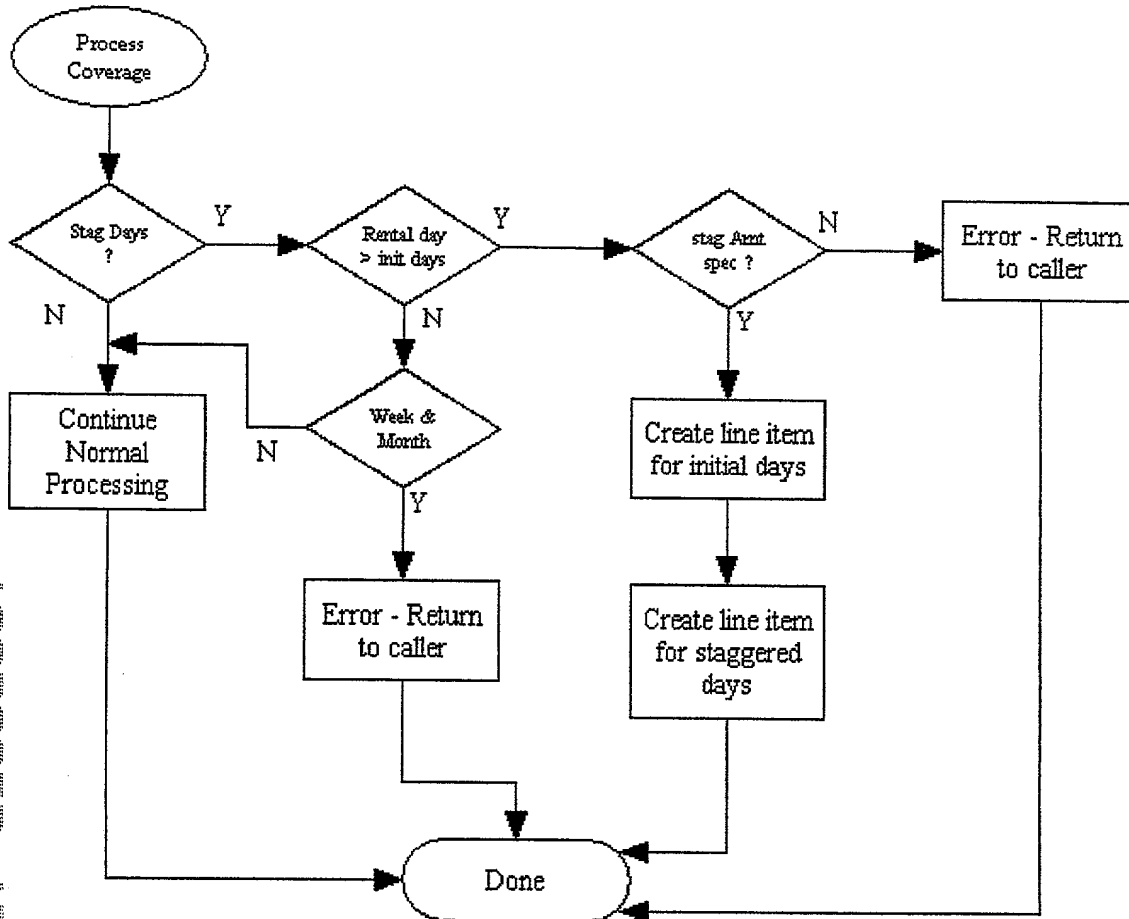 Process
Coverage
Stag Days
?
Y
Rental day
> init days
Y
stag Amt
spec ?
N
Error - Return
to caller
N
N
Y
Continue
Normal
Processing
N
Week &
Month
Y
Create line item
for initial days
Error - Return
to caller
Create line item
for staggered
days
Done